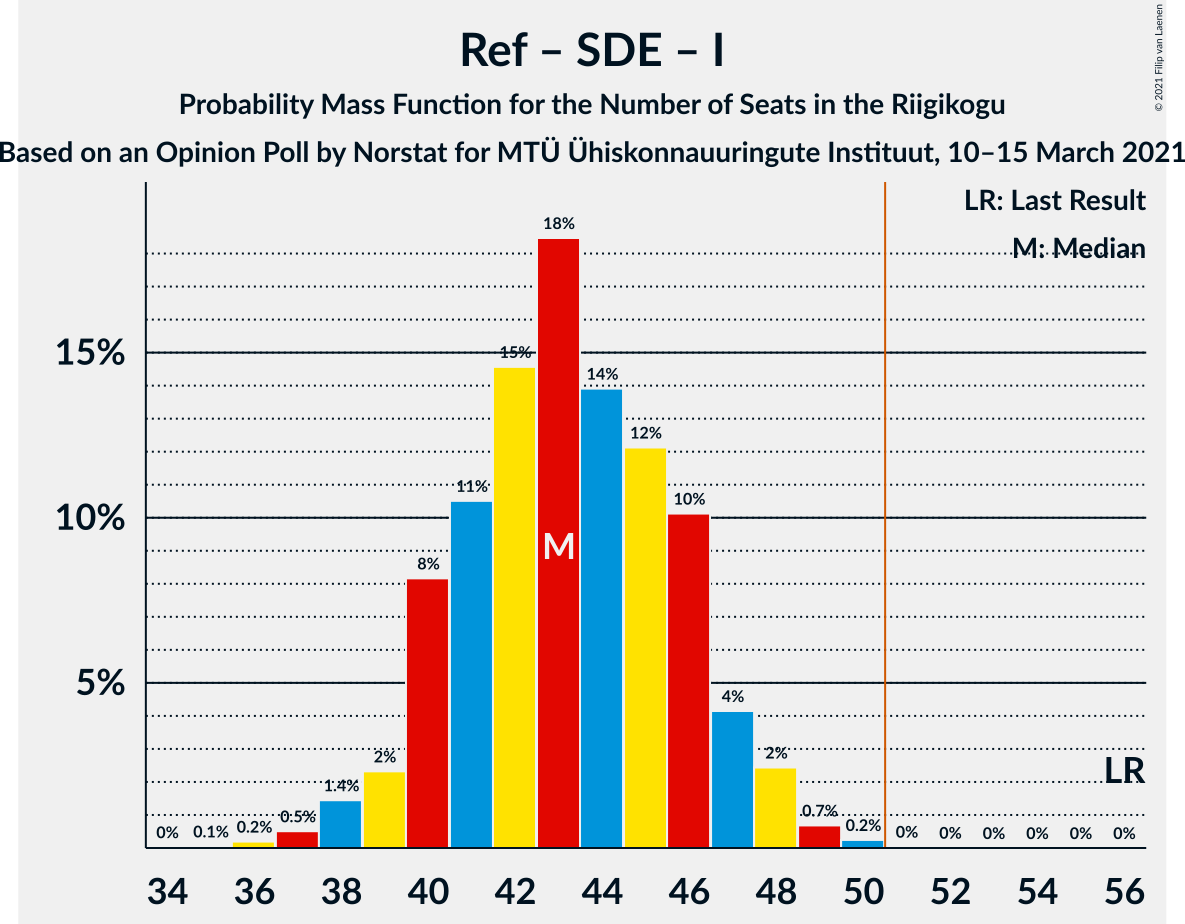 Ref – SDE – I
Probability Mass Function for the Number of Seats in the Riigikogu
Based on an Opinion Poll by Norstat for MTÜ Ühiskonnauuringute Instituut, 10–15 March 2021
© 2021 Filip van Laenen
LR: Last Result
M: Median
15%
10%
5%
0%
0.1%
0.2%
0.5%
1.4%
2%
8%
11%
15%
18%
14%
12%
10%
4%
2%
0.7%
0.2%
0%
0%
0%
0%
0%
0%
M
LR
34 36 38 40 42 44 46 48 50 52 54 56